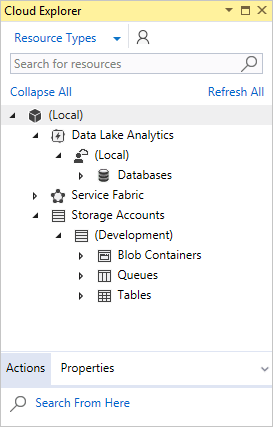 Cloud Explorer
Resource Types
Search for resources
Collapse All Refresh All
(Local)
Data Lake Analytics
(Local)
Databases
Service Fabric
Storage Accounts
(Development)
Blob Containers
Queues
Tables
Actions Properties
Search From Here